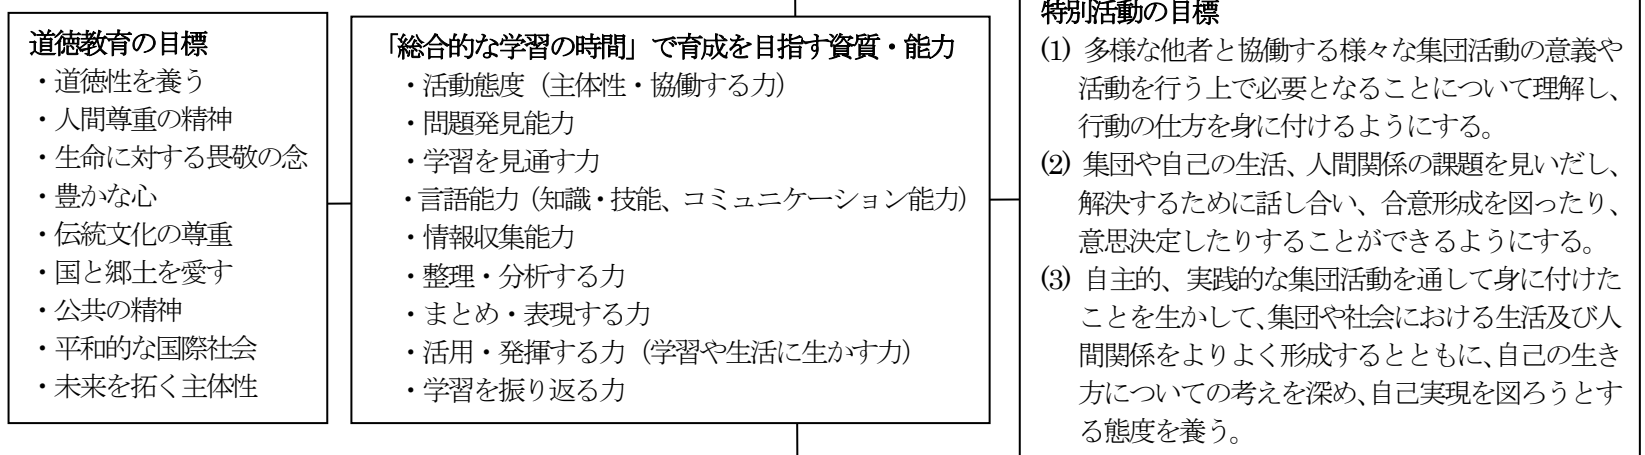 道徳教育の目標
・道徳性を養う
・人間尊重の精神
・生命に対する畏敬の念
・豊かな心
・伝統文化の尊重
・国と郷土を愛す
・公共の精神
・平和的な国際社会
・未来を拓く主体性
「総合的な学習の時間」で育成を目指す資質・能力
・活動態度（主体性・協働する力）
・問題発見能力
・学習を見通す力
・言語能力（知識・技能、コミュニケーション能力）
・情報収集能力
・整理・分析する力
・まとめ・表現する力
・活用・発揮する力（学習や生活に生かす力）
・学習を振り返る力
特別活動の目標
(1) 多様な他者と協働する様々な集団活動の意義や
活動を行う上で必要となることについて理解し、
行動の仕方を身に付けるようにする。
(2) 集団や自己の生活、人間関係の課題を見いだし、
解決するために話し合い、合意形成を図ったり、
意思決定したりすることができるようにする。
(3) 自主的、実践的な集団活動を通して身に付けた
ことを生かして、集団や社会における生活及び人
間関係をよりよく形成するとともに、自己の生き
方についての考えを深め、自己実現を図ろうとす
る態度を養う。